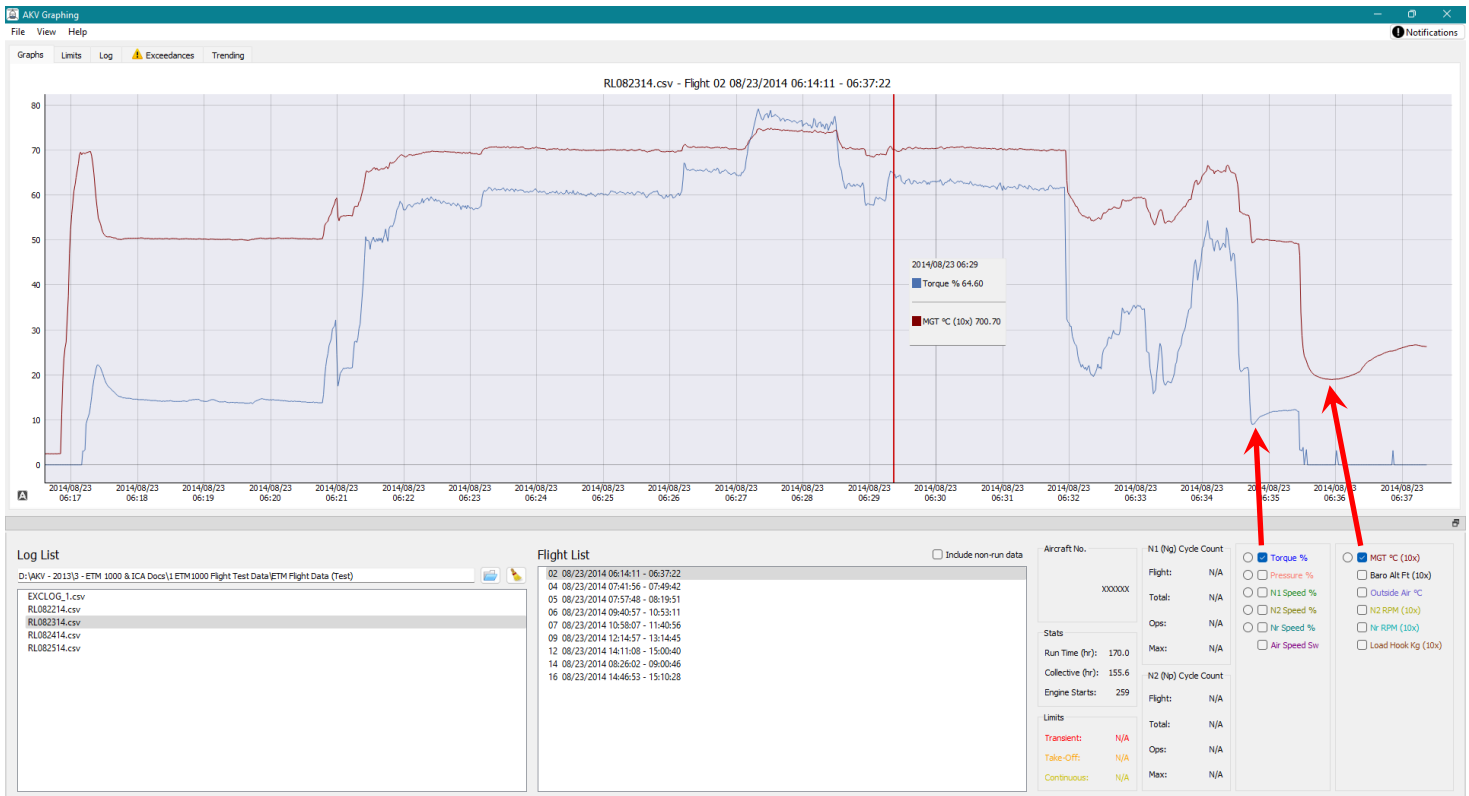 AKV Graphing
File View Help
Notifications
Graphs Limits Log Exceedances Trending
RL082314.csv - Flight 02 08/23/2014 06:14:11 - 06:37:22
80
70
60
50
40
30
20
10
0
2014/08/23 06:29
Torque % 64.60
MGT ºC (10x) 700.70
A
2014/08/23 2014/08/23 2014/08/23 2014/08/23 2014/08/23 2014/08/23 2014/08/23 2014/08/23 2014/08/23 2014/08/23 2014/08/23 2014/08/23 2014/08/23 2014/08/23 2014/08/23 2014/08/23 2014/08/23 2014/08/23 2014/08/23 2014/08/23 2014/08/23
06:17 06:18 06:19 06:20 06:21 06:22 06:23 06:24 06:25 06:26 06:27 06:28 06:29 06:30 06:31 06:32 06:33 06:34 06:35 06:36 06:37
Log List
D:\AKV - 2013\3 - ETM 1000 & ICA Docs\1 ETM1000 Flight Test Data\ETM Flight Data (Test)
EXCLOG_1.csv
RL082214.csv
RL082314.csv
RL082414.csv
RL082514.csv
Flight List
Include non-run data
02 08/23/2014 06:14:11 - 06:37:22
04 08/23/2014 07:41:56 - 07:49:42
05 08/23/2014 07:57:48 - 08:19:51
06 08/23/2014 09:40:57 - 10:53:11
07 08/23/2014 10:58:07 - 11:40:56
09 08/23/2014 12:14:57 - 13:14:45
12 08/23/2014 14:11:08 - 15:00:40
14 08/23/2014 08:26:02 - 09:00:46
16 08/23/2014 14:46:53 - 15:10:28
Aircraft No.
XXXXXX
Stats
Run Time (hr): 170.0
Collective (hr): 155.6
Engine Starts: 259
Limits
Transient: N/A
Take-Off: N/A
Continuous: N/A
N1 (Ng) Cycle Count
Flight: N/A
Total: N/A
Ops: N/A
Max: N/A
N2 (Np) Cycle Count
Flight: N/A
Total: N/A
Ops: N/A
Max: N/A
Torque %
Pressure %
N1 Speed %
N2 Speed %
Nr Speed %
Air Speed Sw
MGT ºC (10x)
Baro Alt Ft (10x)
Outside Air ºC
N2 RPM (10x)
Nr RPM (10x)
Load Hook Kg (10x)